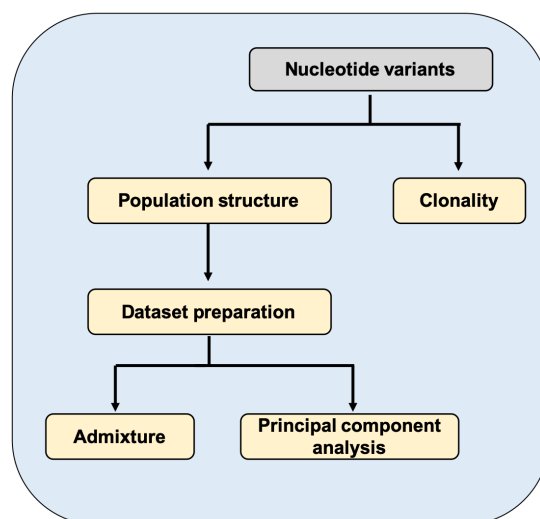 Nucleotide variants
Population structure
Clonality
Dataset preparation
Admixture
Principal component
analysis